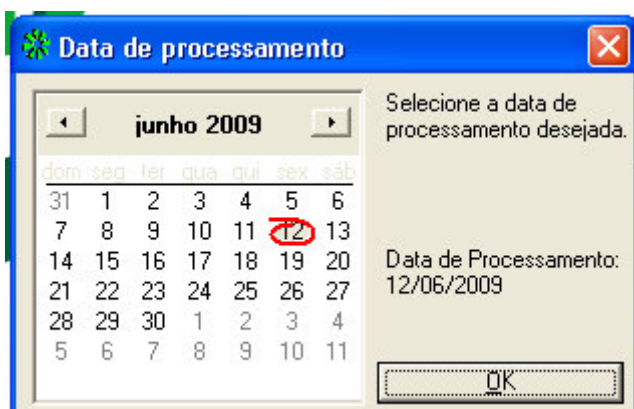 Data de processamento
junho 2009
dom seg ter qua qui sex sáb
31 1 2 3 4 5 6
7 8 9 10 11 12 13
14 15 16 17 18 19 20
21 22 23 24 25 26 27
28 29 30 1 2 3 4
5 6 7 8 9 10 11
Selecione a data de
processamento desejada.
Data de Processamento:
12/06/2009
OK